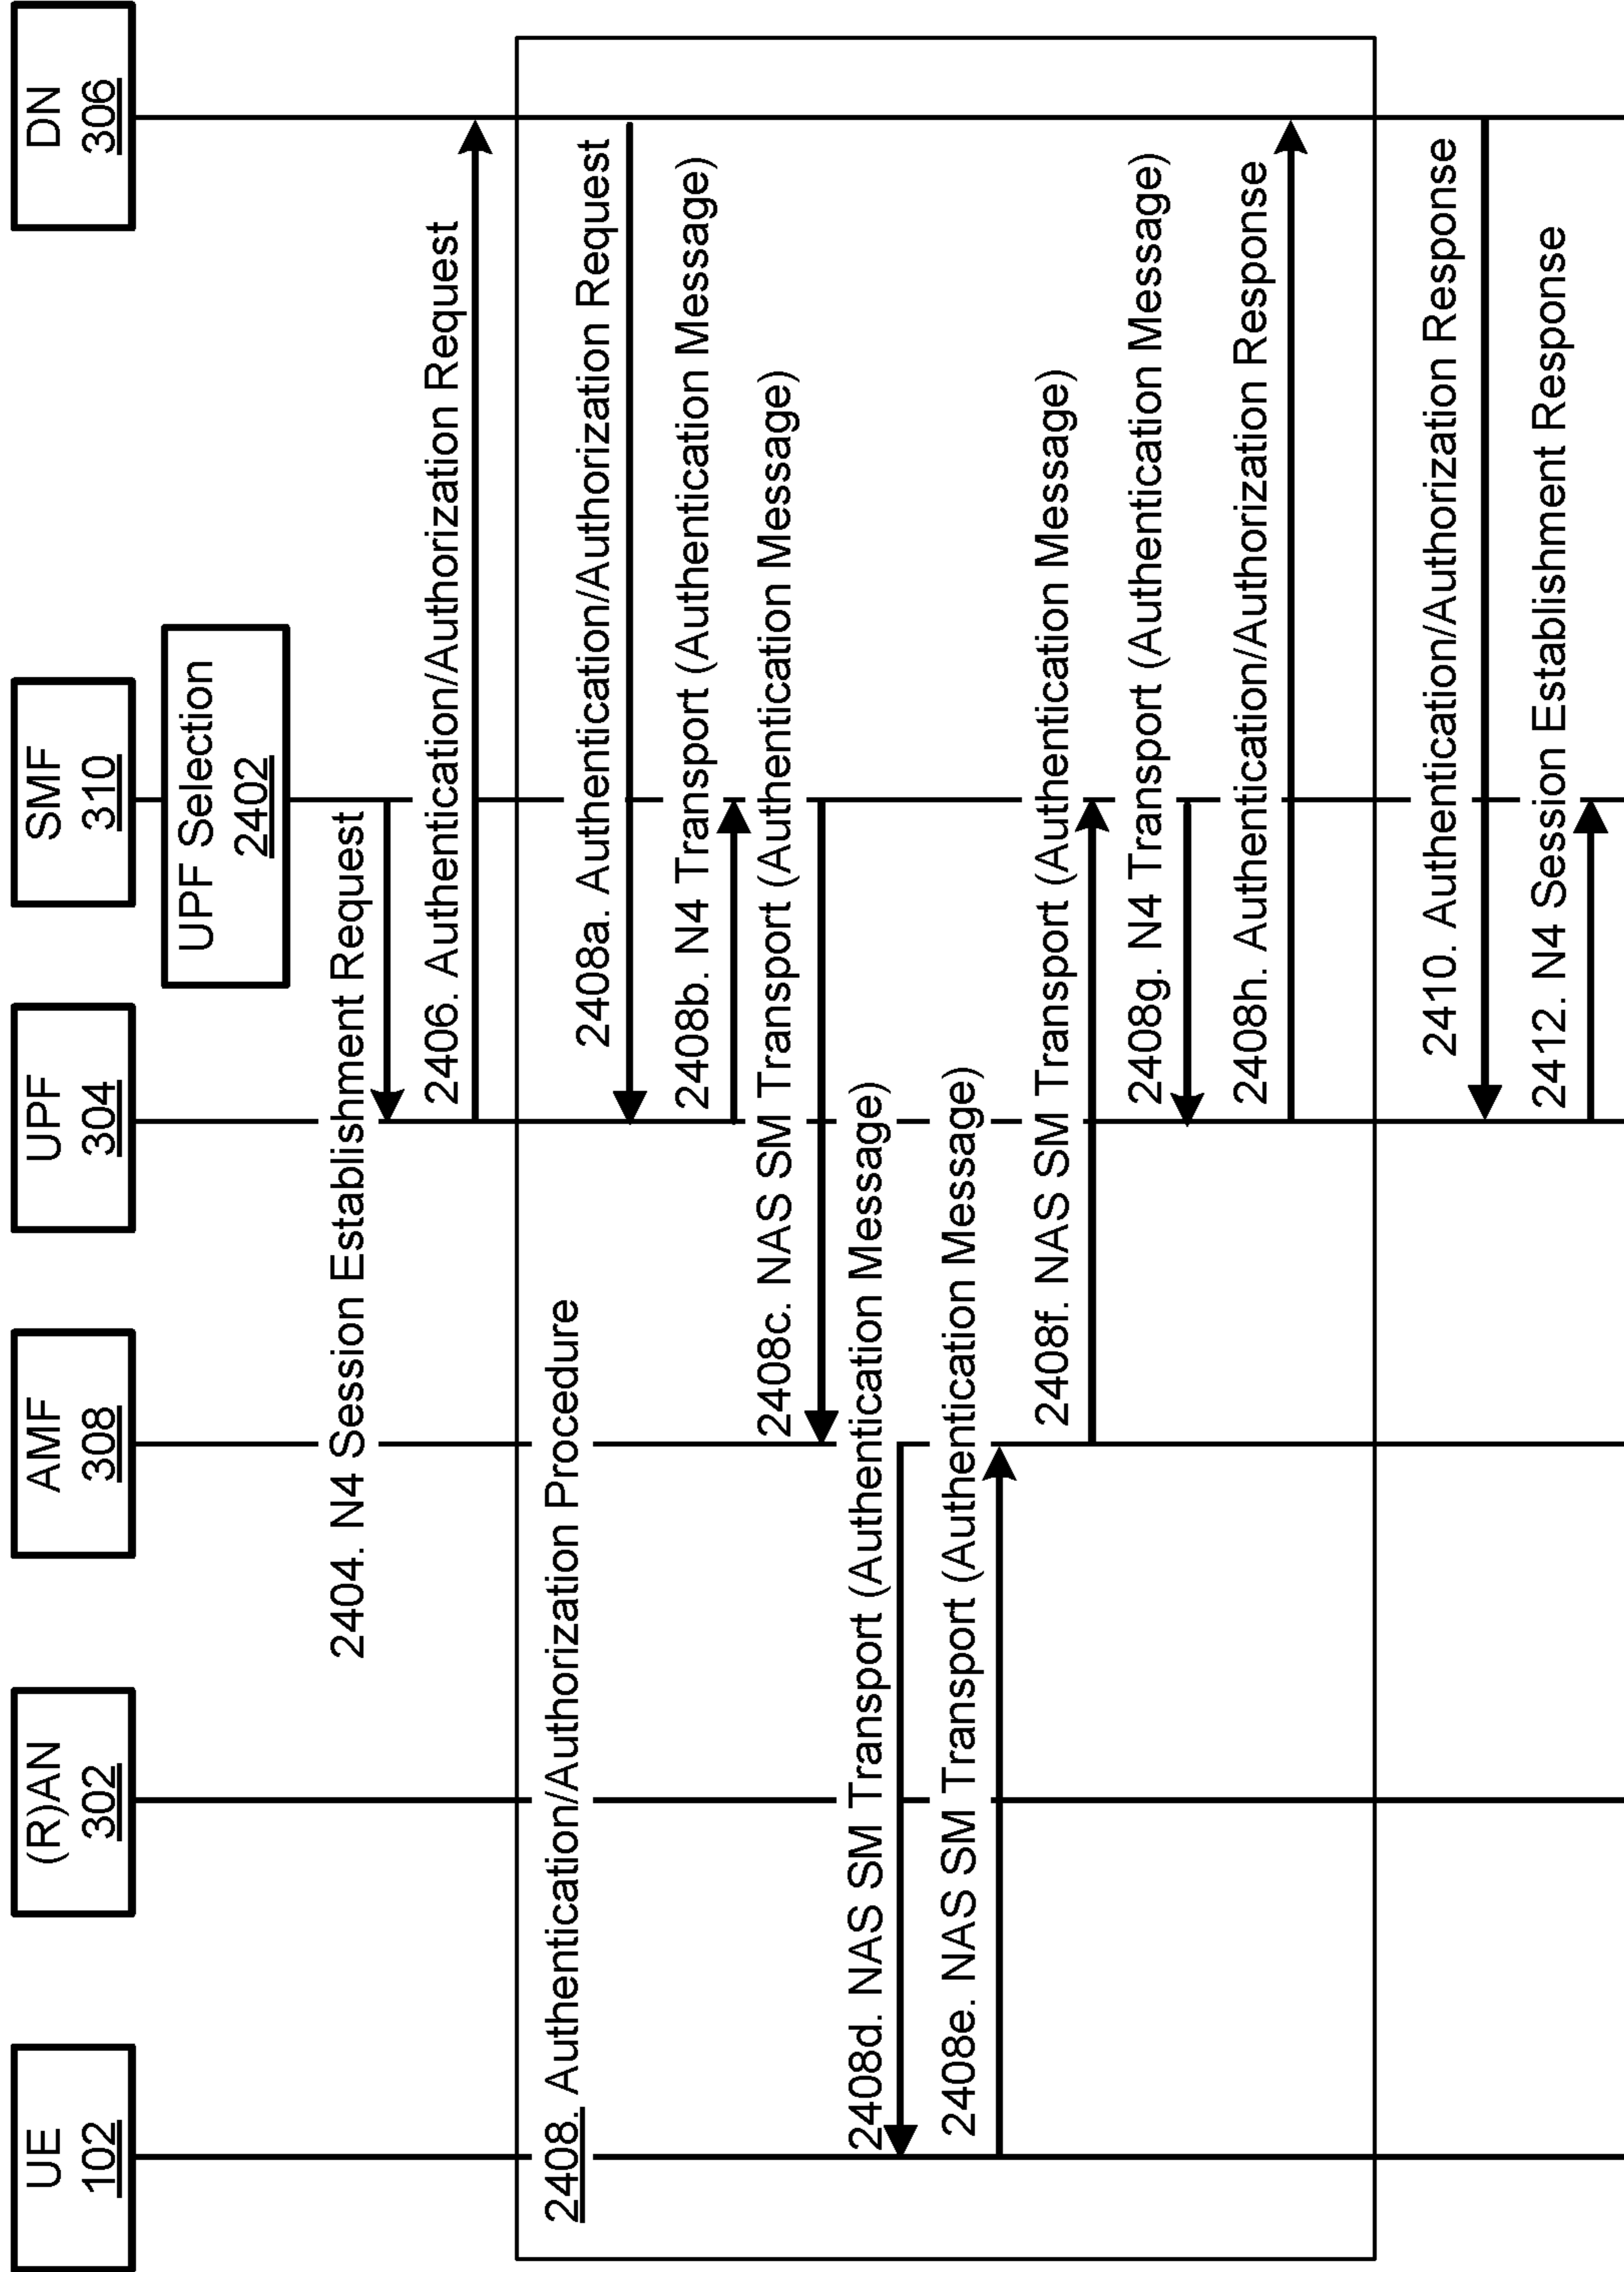 UE
102
(R)AN
302
AMF
308
UPF
304
SMF
310
DN
306
UPF Selection
2402
2404. N4 Session Establishment Request
2406. Authentication/Authorization Request
2408. Authentication/Authorization Procedure
2408a. Authentication/Authorization Request
2408b. N4 Transport (Authentication Message)
2408c. NAS SM Transport (Authentication Message)
2408d. NAS SM Transport (Authentication Message)
2408e. NAS SM Transport (Authentication Message)
2408f. NAS SM Transport (Authentication Message)
2408g. N4 Transport (Authentication Message)
2408h. Authentication/Authorization Response
2410. Authentication/Authorization Response
2412. N4 Session Establishment Response